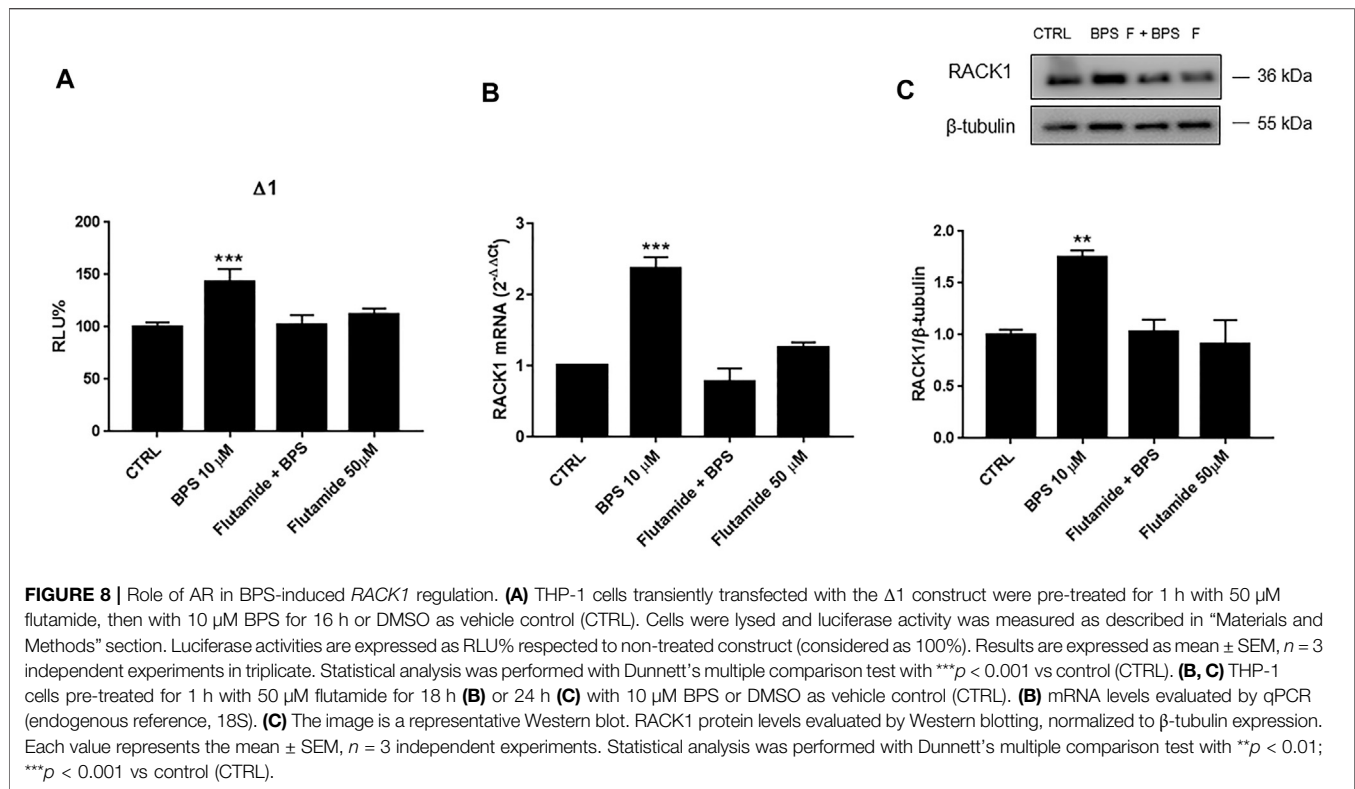 A
Δ1
RLU%
200
150
100
50
0
***
CTRL
BPS 10 μM
Flutamide + BPS
Flutamide 50μM
B
RACK1 mRNA (2-ΔΔCt)
3
2
1
0
***
CTRL
BPS 10 μM
Flutamide + BPS
Flutamide 50 μM
C
CTRL BPS F + BPS F
RACK1 — 36 kDa
β-tubulin — 55 kDa
RACK1/β-tubulin
2.0
1.5
1.0
0.5
0.0
**
CTRL
BPS 10 μM
Flutamide + BPS
Flutamide 50μM
FIGURE 8 | Role of AR in BPS-induced RACK1 regulation. (A) THP-1 cells transiently transfected with the Δ1 construct were pre-treated for 1 h with 50 μM
flutamide, then with 10 μM BPS for 16 h or DMSO as vehicle control (CTRL). Cells were lysed and luciferase activity was measured as described in “Materials and
Methods” section. Luciferase activities are expressed as RLU% respected to non-treated construct (considered as 100%). Results are expressed as mean ± SEM, n = 3
independent experiments in triplicate. Statistical analysis was performed with Dunnett’s multiple comparison test with ***p < 0.001 vs control (CTRL). (B, C) THP-1
cells pre-treated for 1 h with 50 μM flutamide for 18 h (B) or 24 h (C) with 10 μM BPS or DMSO as vehicle control (CTRL). (B) mRNA levels evaluated by qPCR
(endogenous reference, 18S). (C) The image is a representative Western blot. RACK1 protein levels evaluated by Western blotting, normalized to β-tubulin expression.
Each value represents the mean ± SEM, n = 3 independent experiments. Statistical analysis was performed with Dunnett’s multiple comparison test with **p < 0.01;
***p < 0.001 vs control (CTRL).